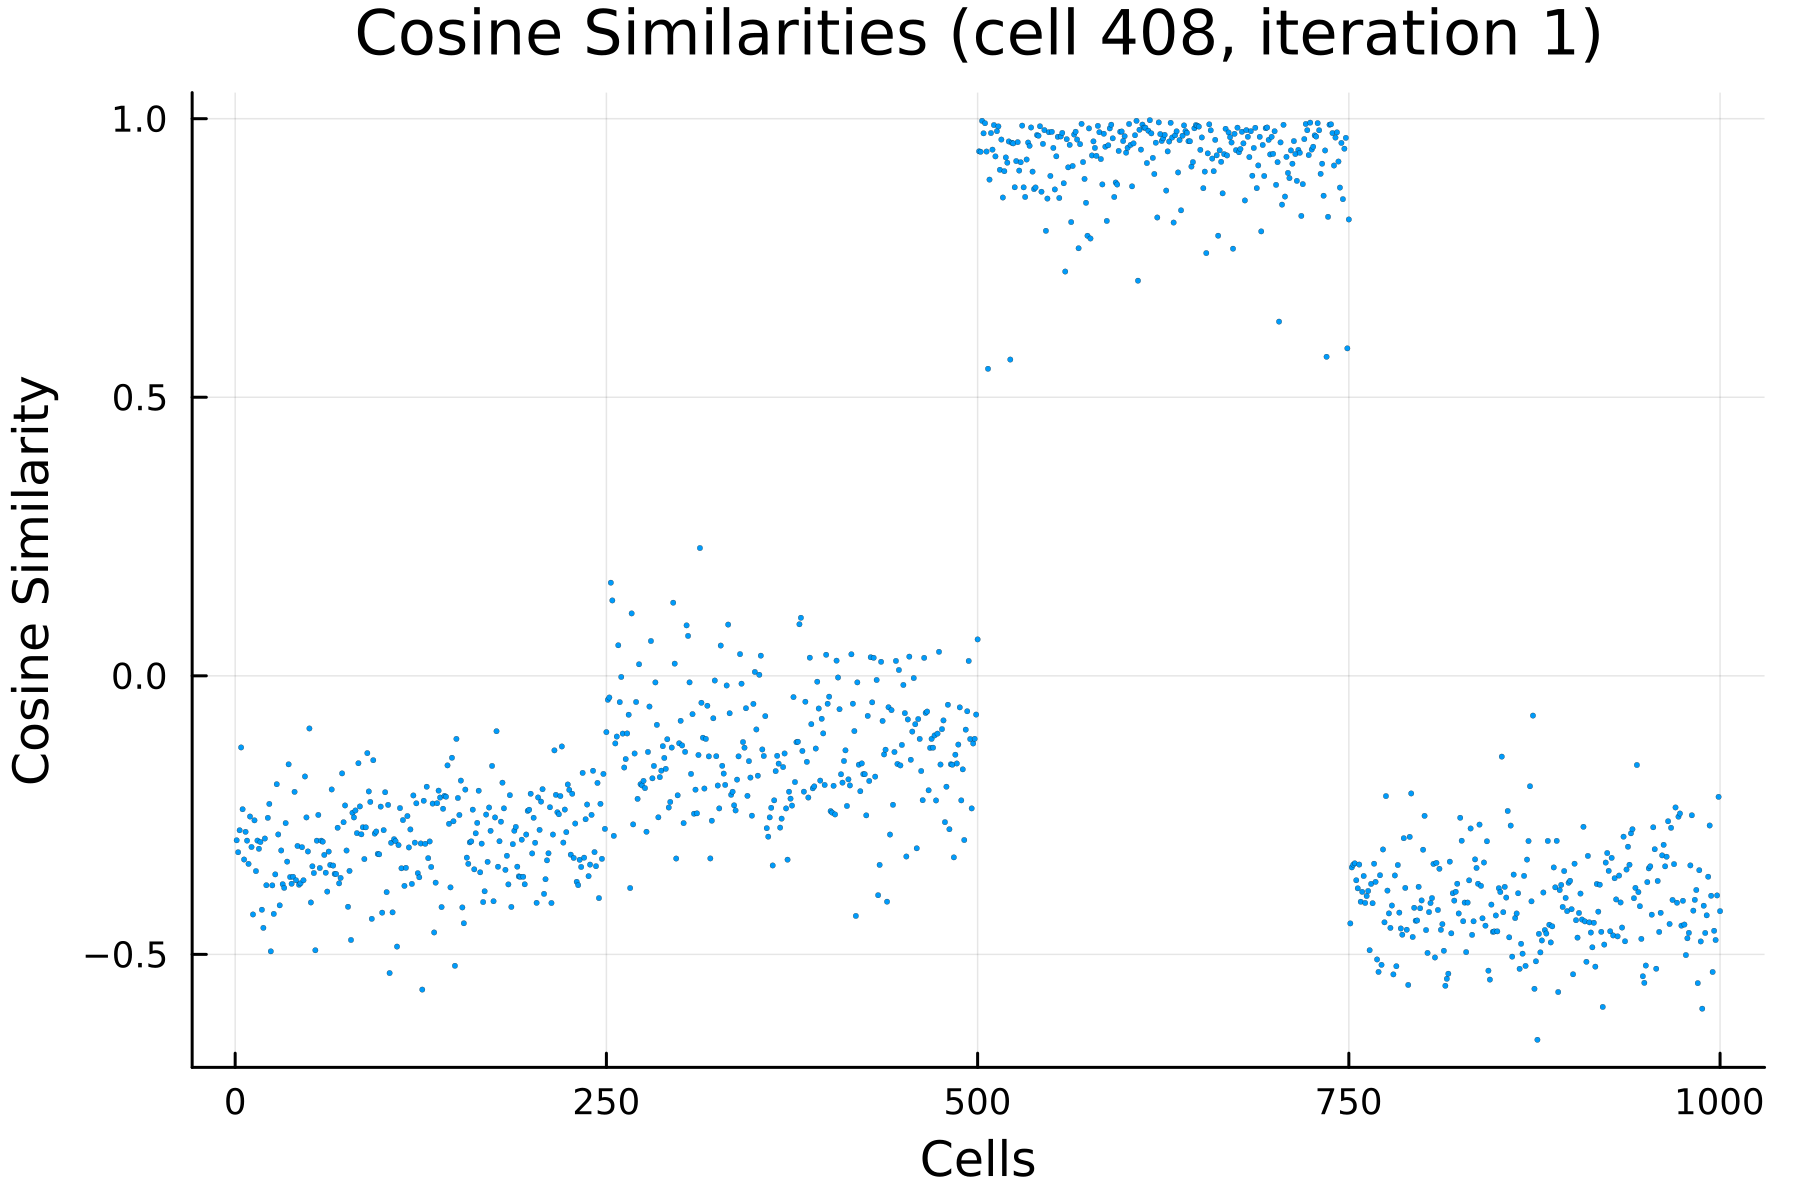 Cosine Similarities (cell 408, iteration 1)
1.0
0.5
0.0
−0.5
Cosine Similarity
0 250 500 750 1000
Cells